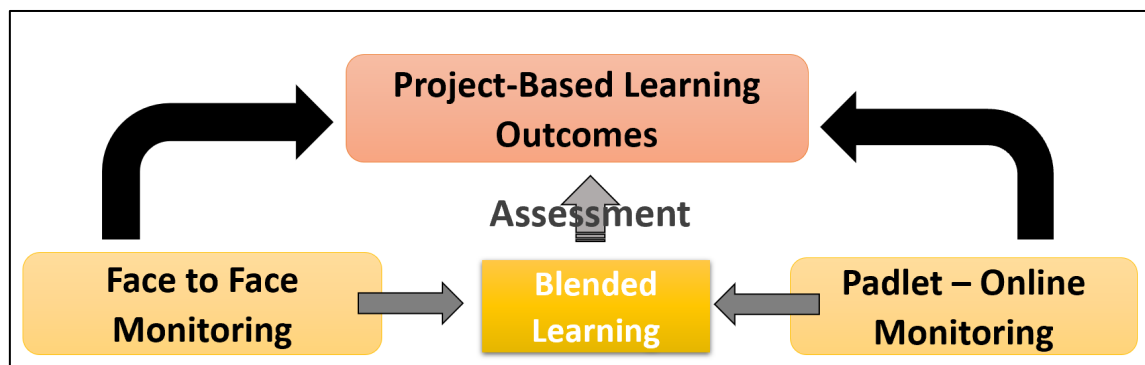 Project-Based Learning
Outcomes
Assessment
Face to Face
Monitoring
Blended
Learning
Padlet – Online
Monitoring